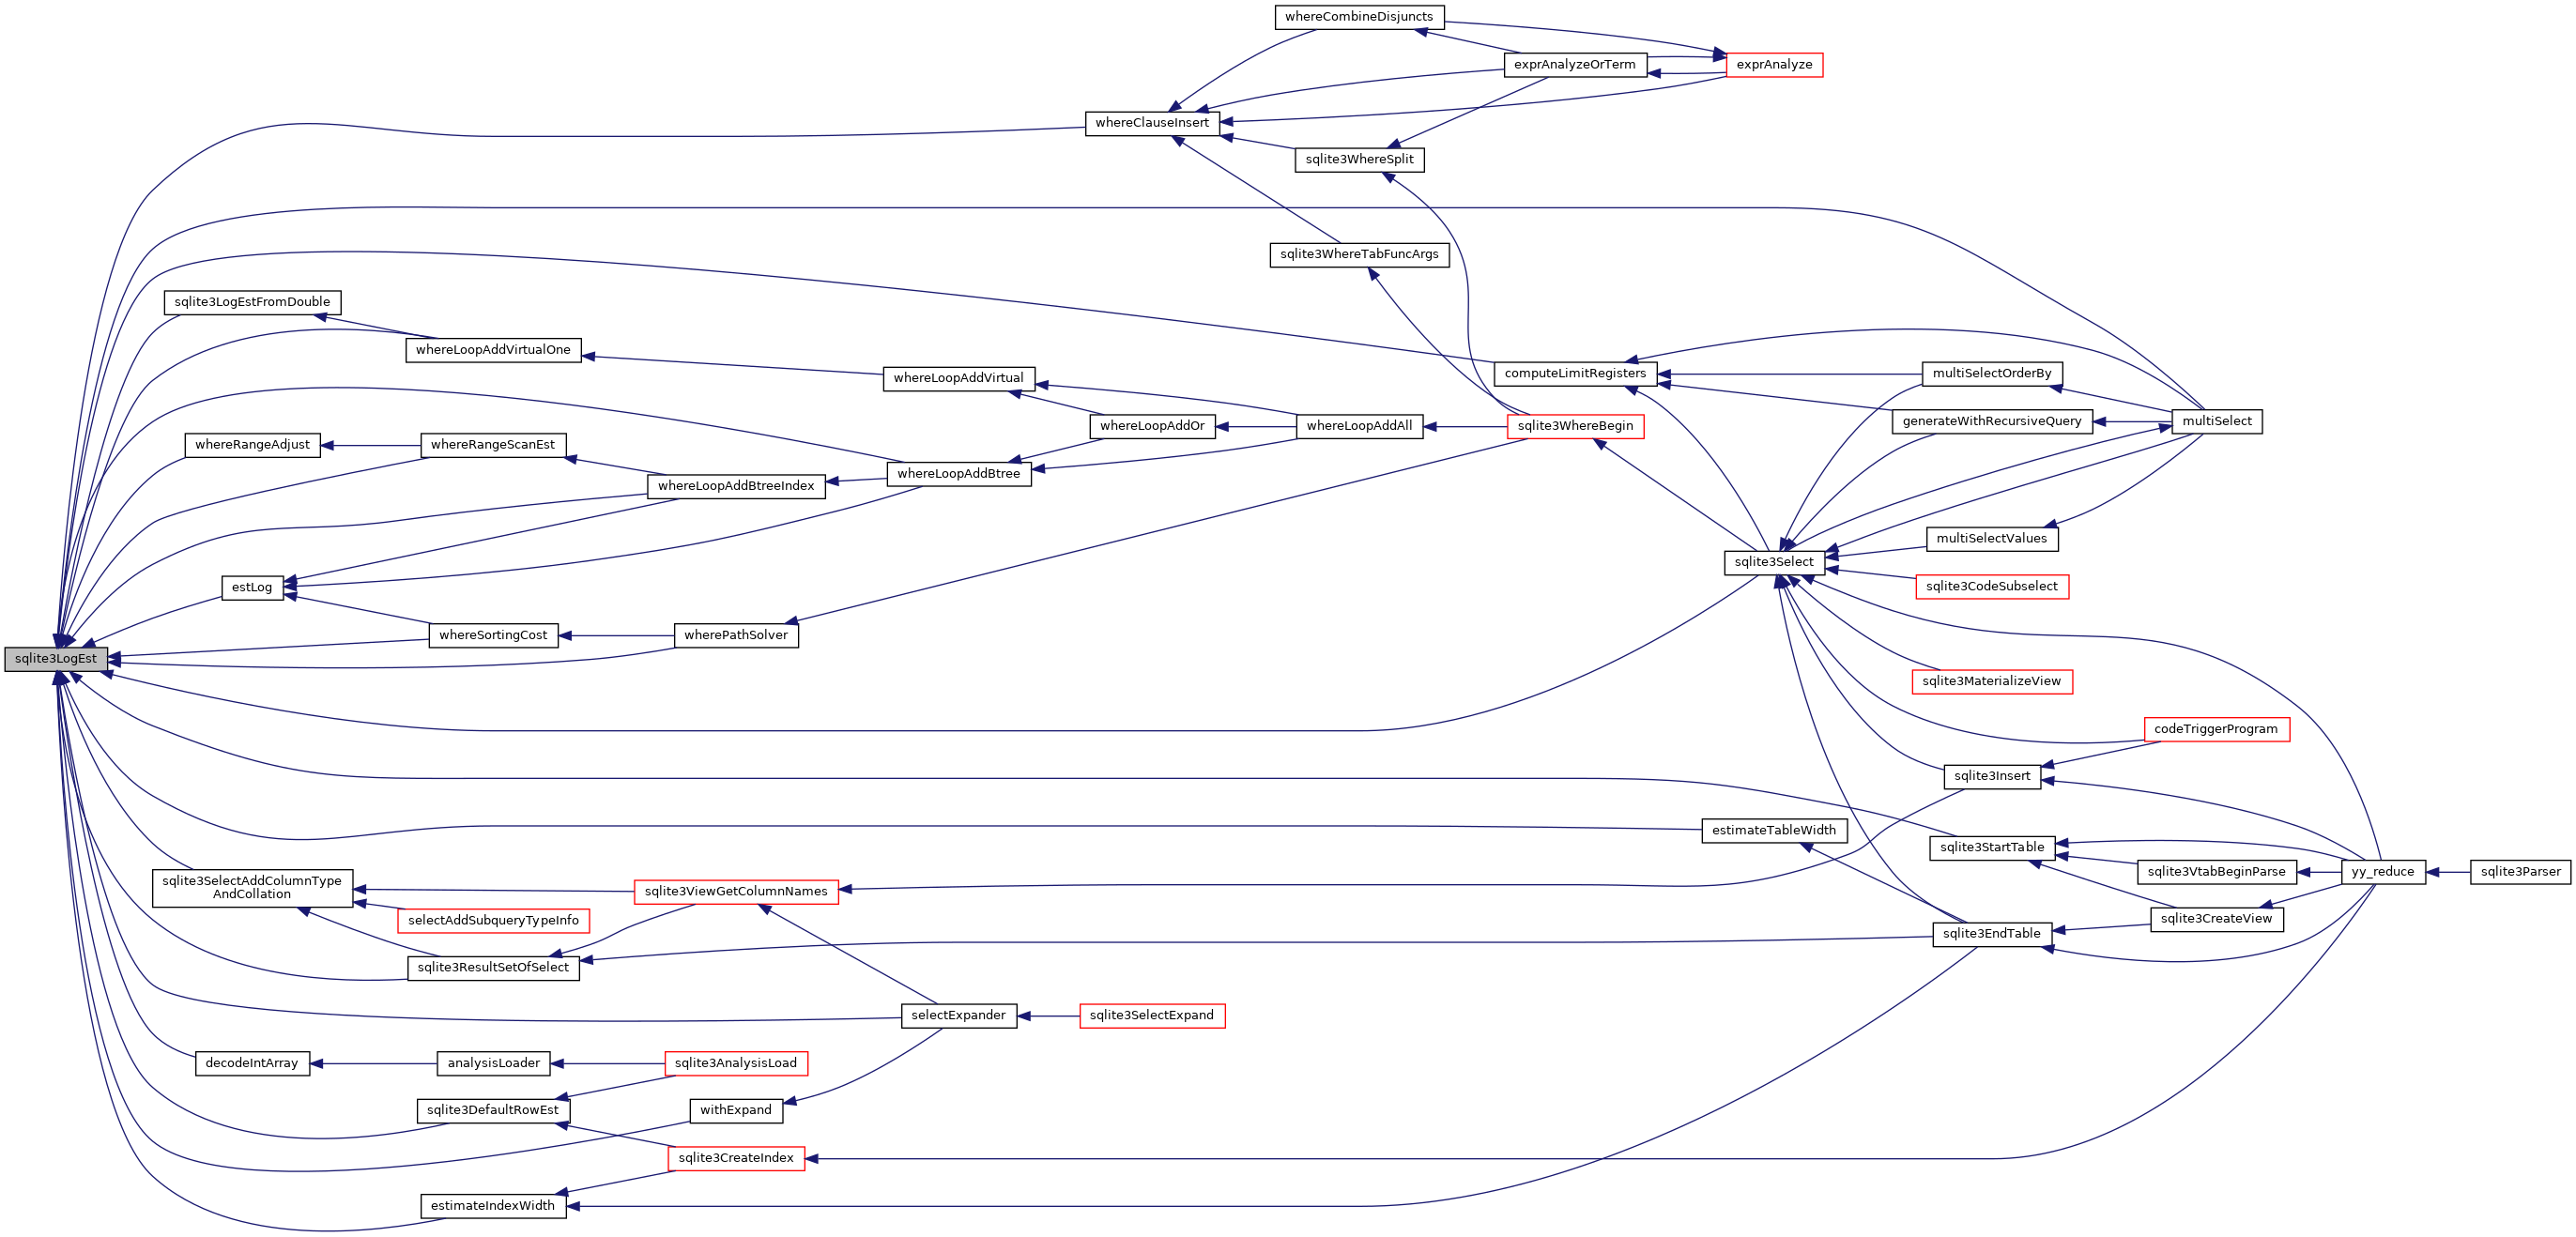 whereCombineDisjuncts
exprAnalyzeOrTerm
exprAnalyze
whereClauseInsert
sqlite3WhereSplit
sqlite3WhereTabFuncArgs
sqlite3LogEstFromDouble
whereLoopAddVirtualOne
whereLoopAddVirtual
computeLimitRegisters
multiSelectOrderBy
whereLoopAddOr
whereLoopAddAll
sqlite3WhereBegin
generateWithRecursiveQuery
multiSelect
whereRangeAdjust
whereRangeScanEst
whereLoopAddBtree
whereLoopAddBtreeIndex
multiSelectValues
sqlite3Select
estLog
sqlite3CodeSubselect
whereSortingCost
wherePathSolver
sqlite3LogEst
sqlite3MaterializeView
codeTriggerProgram
sqlite3Insert
estimateTableWidth
sqlite3StartTable
sqlite3VtabBeginParse
yy_reduce
sqlite3Parser
sqlite3SelectAddColumnType
AndCollation
sqlite3ViewGetColumnNames
selectAddSubqueryTypeInfo
sqlite3CreateView
sqlite3EndTable
sqlite3ResultSetOfSelect
selectExpander
sqlite3SelectExpand
decodeIntArray
analysisLoader
sqlite3AnalysisLoad
sqlite3DefaultRowEst
withExpand
sqlite3CreateIndex
estimateIndexWidth